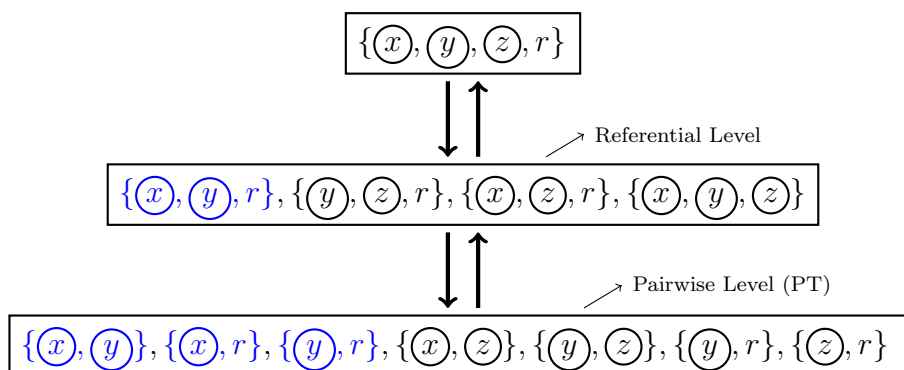 {x, y, z, r}
Referential Level
{x, y, r}, {y, z, r}, {x, z, r}, {x, y, z}
Pairwise Level (PT)
{x, y}, {x, r}, {y, r}, {x, z}, {y, z}, {y, r}, {z, r}